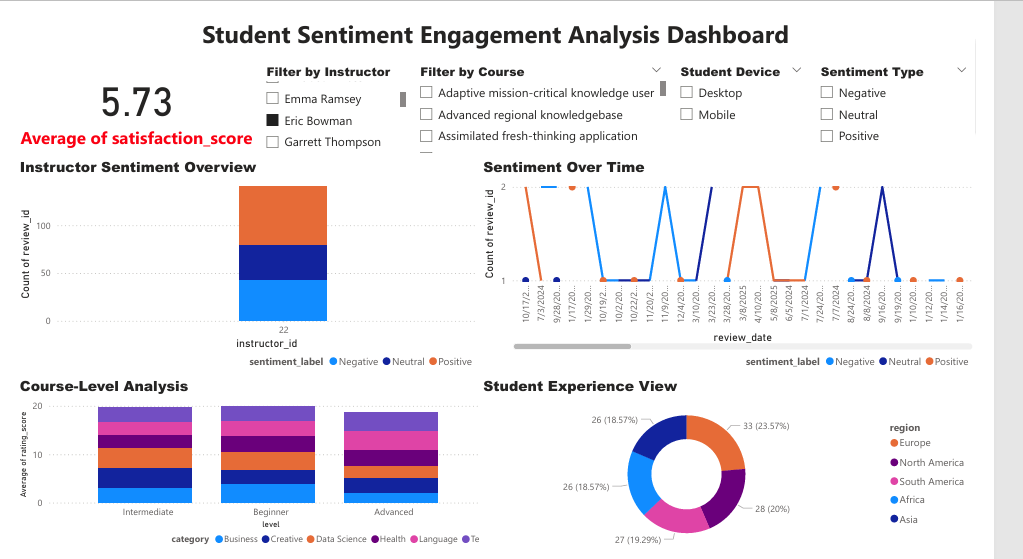 Student Sentiment Engagement Analysis Dashboard
5.73
Average of satisfaction_score
Filter by Instructor
Emma Ramsey
Eric Bowman
Garrett Thompson
Filter by Course
Adaptive mission-critical knowledge user
Advanced regional knowledgebase
Assimilated fresh-thinking application
Student Device
Desktop
Mobile
Sentiment Type
Negative
Neutral
Positive
Instructor Sentiment Overview
Count of review_id
100
50
0
22
instructor_id
sentiment_label Negative Neutral Positive
Sentiment Over Time
Count of review_id
2
1
10/17/2...
7/3/2024
9/28/20...
1/17/20...
1/29/20...
10/19/2...
10/2/20...
10/22/2...
11/20/2...
11/9/20...
12/4/20...
3/10/20...
3/23/20...
3/28/20...
3/8/2025
4/10/20...
5/8/2025
6/5/2024
7/1/2024
7/24/20...
7/7/2024
8/24/20...
8/8/2024
9/16/20...
9/19/20...
1/10/20...
1/12/20...
1/14/20...
1/16/20...
review_date
sentiment_label Negative Neutral Positive
Course-Level Analysis
Average of rating_score
20
10
0
Intermediate Beginner Advanced
level
category Business Creative Data Science Health Language Te
Student Experience View
26 (18.57%)
33 (23.57%)
26 (18.57%)
28 (20%)
27 (19.29%)
region
Europe
North America
South America
Africa
Asia